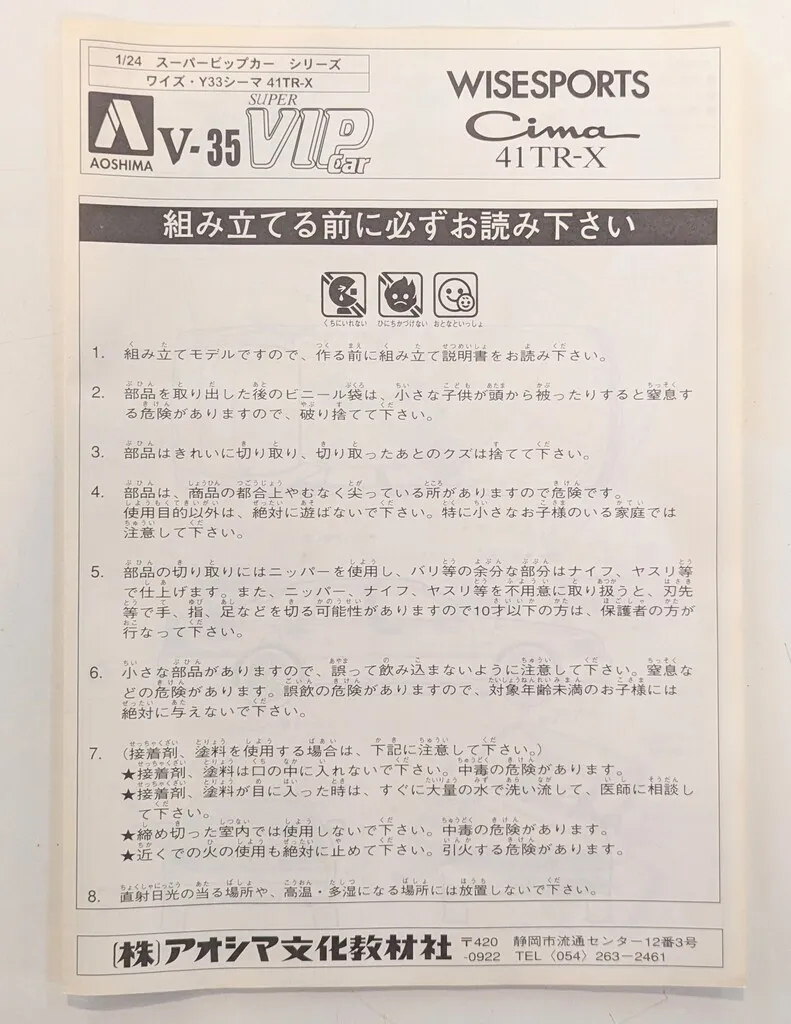 1/24 スーパービップカー シリーズ
ワイズ・Y33シーマ 41TR-X
AOSHIMA
V-35
SUPER
VIP
Car
WISESPORTS
Cima
41TR-X
組み立てる前に必ずお読み下さい
くちにいれない ひにちかづけない おとなといっしょ
1. 組み立てモデルですので、作る前に組み立て説明書をお読み下さい。
2. 部品を取り出した後のビニール袋は、小さな子供が頭から被ったりすると窒息す
る危険がありますので、破り捨てて下さい。
3. 部品はきれいに切り取り、切り取ったあとのクズは捨てて下さい。
4. 部品は、商品の都合上やむなく尖っている所がありますので危険です。
使用目的以外は、絶対に遊ばないで下さい。特に小さなお子様のいる家庭では
注意して下さい。
5. 部品の切り取りにはニッパーを使用し、バリ等の余分な部分はナイフ、ヤスリ等
で仕上げます。また、ニッパー、ナイフ、ヤスリ等を不用意に取り扱うと、刃先
等で手、指、足などを切る可能性がありますので10才以下の方は、保護者の方が
行なって下さい。
6. 小さな部品がありますので、誤って飲み込まないように注意して下さい。窒息な
どの危険があります。誤飲の危険がありますので、対象年齢未満のお子様には
絶対に与えないで下さい。
7. (接着剤、塗料を使用する場合は、下記に注意して下さい。)
★接着剤、塗料は口の中に入れないで下さい。中毒の危険があります。
★接着剤、塗料が目に入った時は、すぐに大量の水で洗い流して、医師に相談し
て下さい。
★締め切った室内では使用しないで下さい。中毒の危険があります。
★近くでの火の使用も絶対に止めて下さい。引火する危険があります。
8. 直射日光の当る場所や、高温・多湿になる場所には放置しないで下さい。
(株)アオシマ文化教材社
〒420 静岡市流通センター12番3号
-0922 TEL〈054〉263-2461